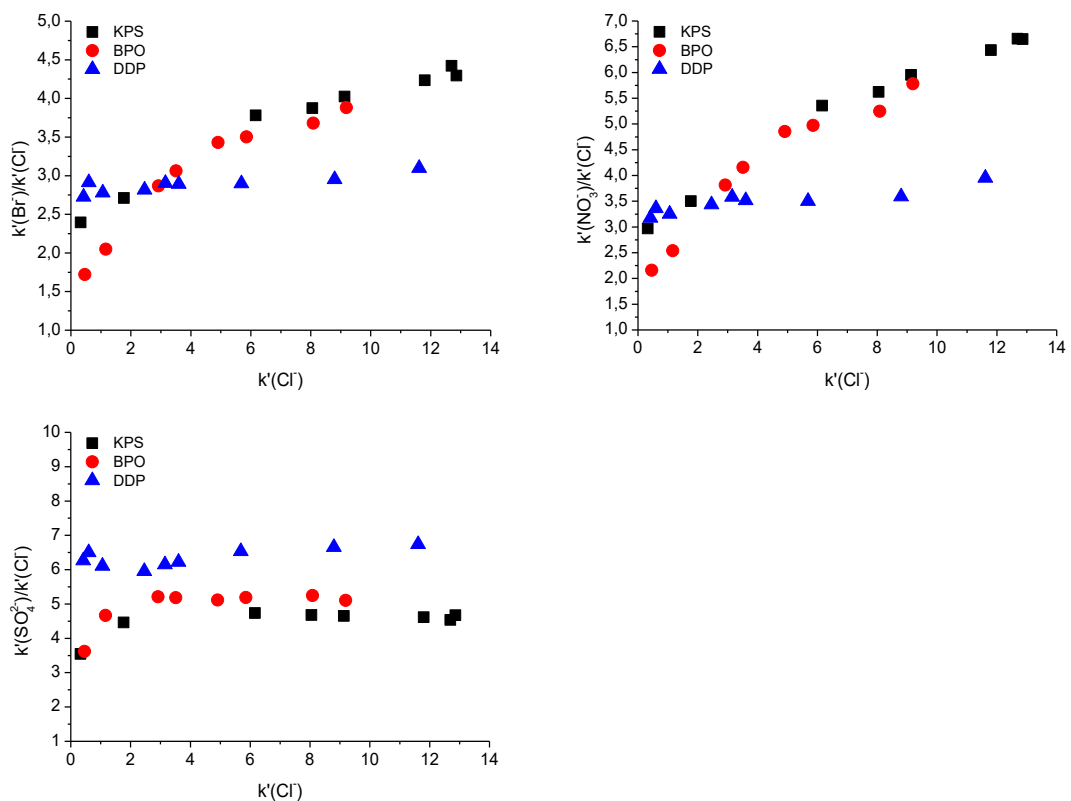 5,0
4,5
4,0
3,5
3,0
2,5
2,0
1,5
1,0
k'(Br⁻)/k'(Cl⁻)
KPS
BPO
DDP
0 2 4 6 8 10 12 14
k'(Cl⁻)
7,0
6,5
6,0
5,5
5,0
4,5
4,0
3,5
3,0
2,5
2,0
1,5
1,0
k'(NO₃⁻)/k'(Cl⁻)
KPS
BPO
DDP
0 2 4 6 8 10 12 14
k'(Cl⁻)
10
9
8
7
6
5
4
3
2
1
k'(SO₄²⁻)/k'(Cl⁻)
KPS
BPO
DDP
0 2 4 6 8 10 12 14
k'(Cl⁻)